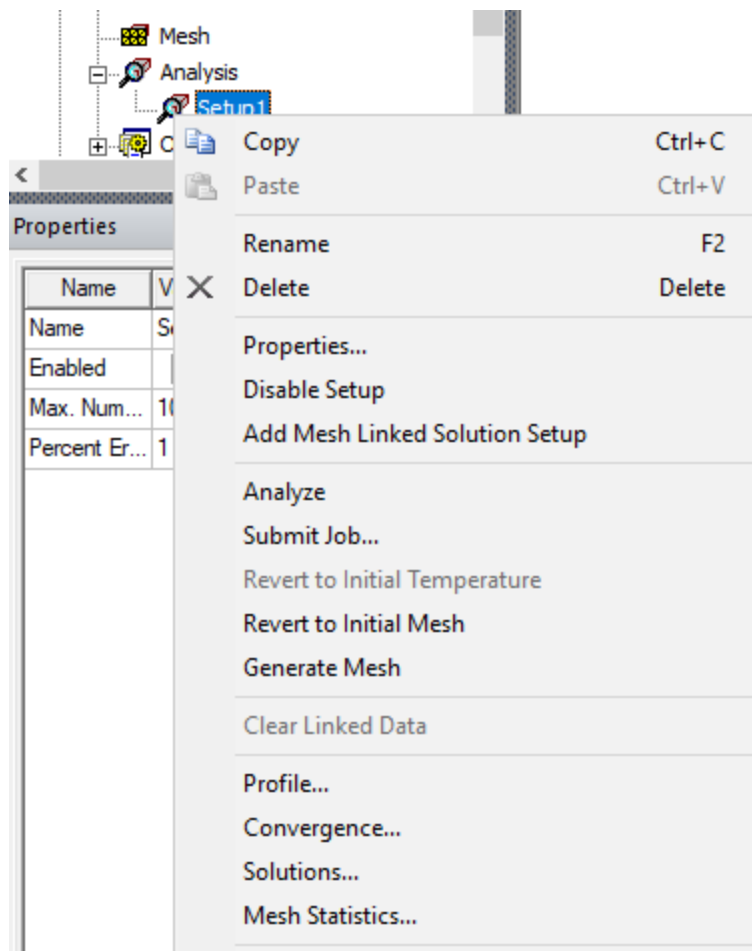 Mesh
Analysis
Setup1
Copy Ctrl+C
Paste Ctrl+V
Properties
Rename F2
Name
Delete Delete
Name
Properties...
Enabled
Disable Setup
Max. Num...
Add Mesh Linked Solution Setup
Percent Er... 1
Analyze
Submit Job...
Revert to Initial Temperature
Revert to Initial Mesh
Generate Mesh
Clear Linked Data
Profile...
Convergence...
Solutions...
Mesh Statistics...